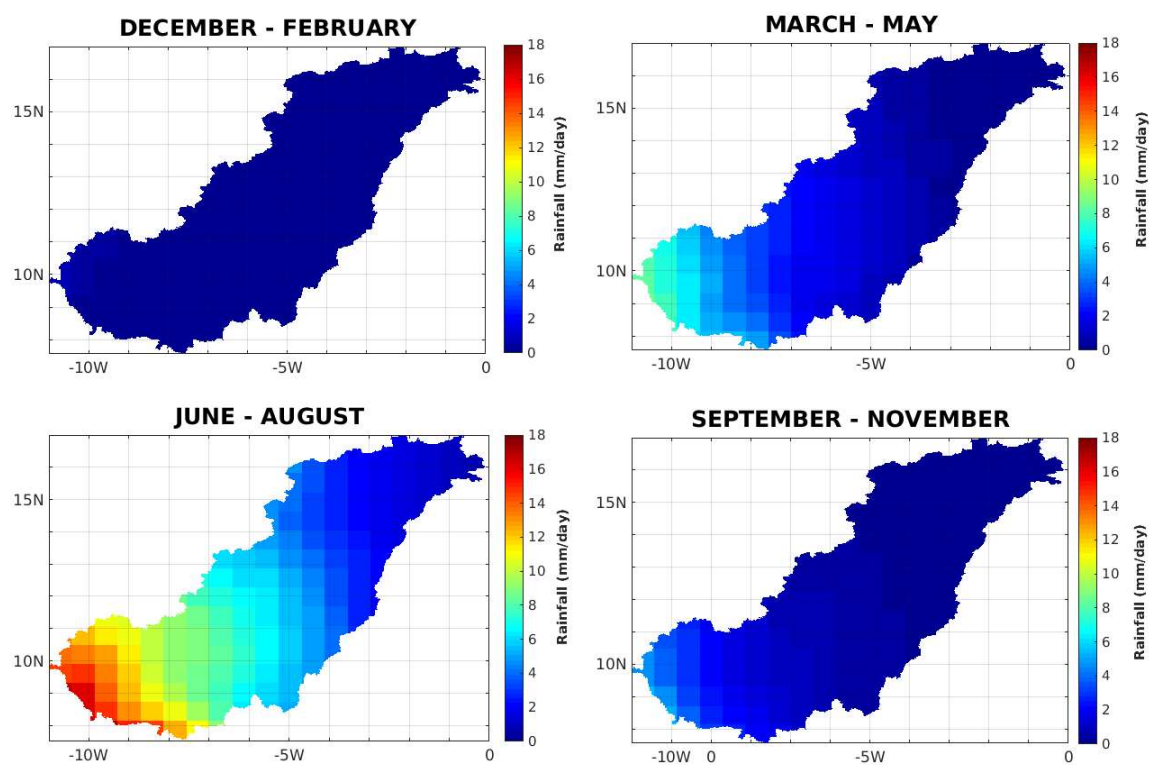 DECEMBER - FEBRUARY
15N
10N
-10W
-5W
0
18
16
14
12
10
8
6
4
2
0
Rainfall (mm/day)
MARCH - MAY
15N
10N
-10W
-5W
0
18
16
14
12
10
8
6
4
2
0
Rainfall (mm/day)
JUNE - AUGUST
15N
10N
-10W
-5W
0
18
16
14
12
10
8
6
4
2
0
Rainfall (mm/day)
SEPTEMBER - NOVEMBER
15N
10N
-10W 0
-5W
0
18
16
14
12
10
8
6
4
2
0
Rainfall (mm/day)